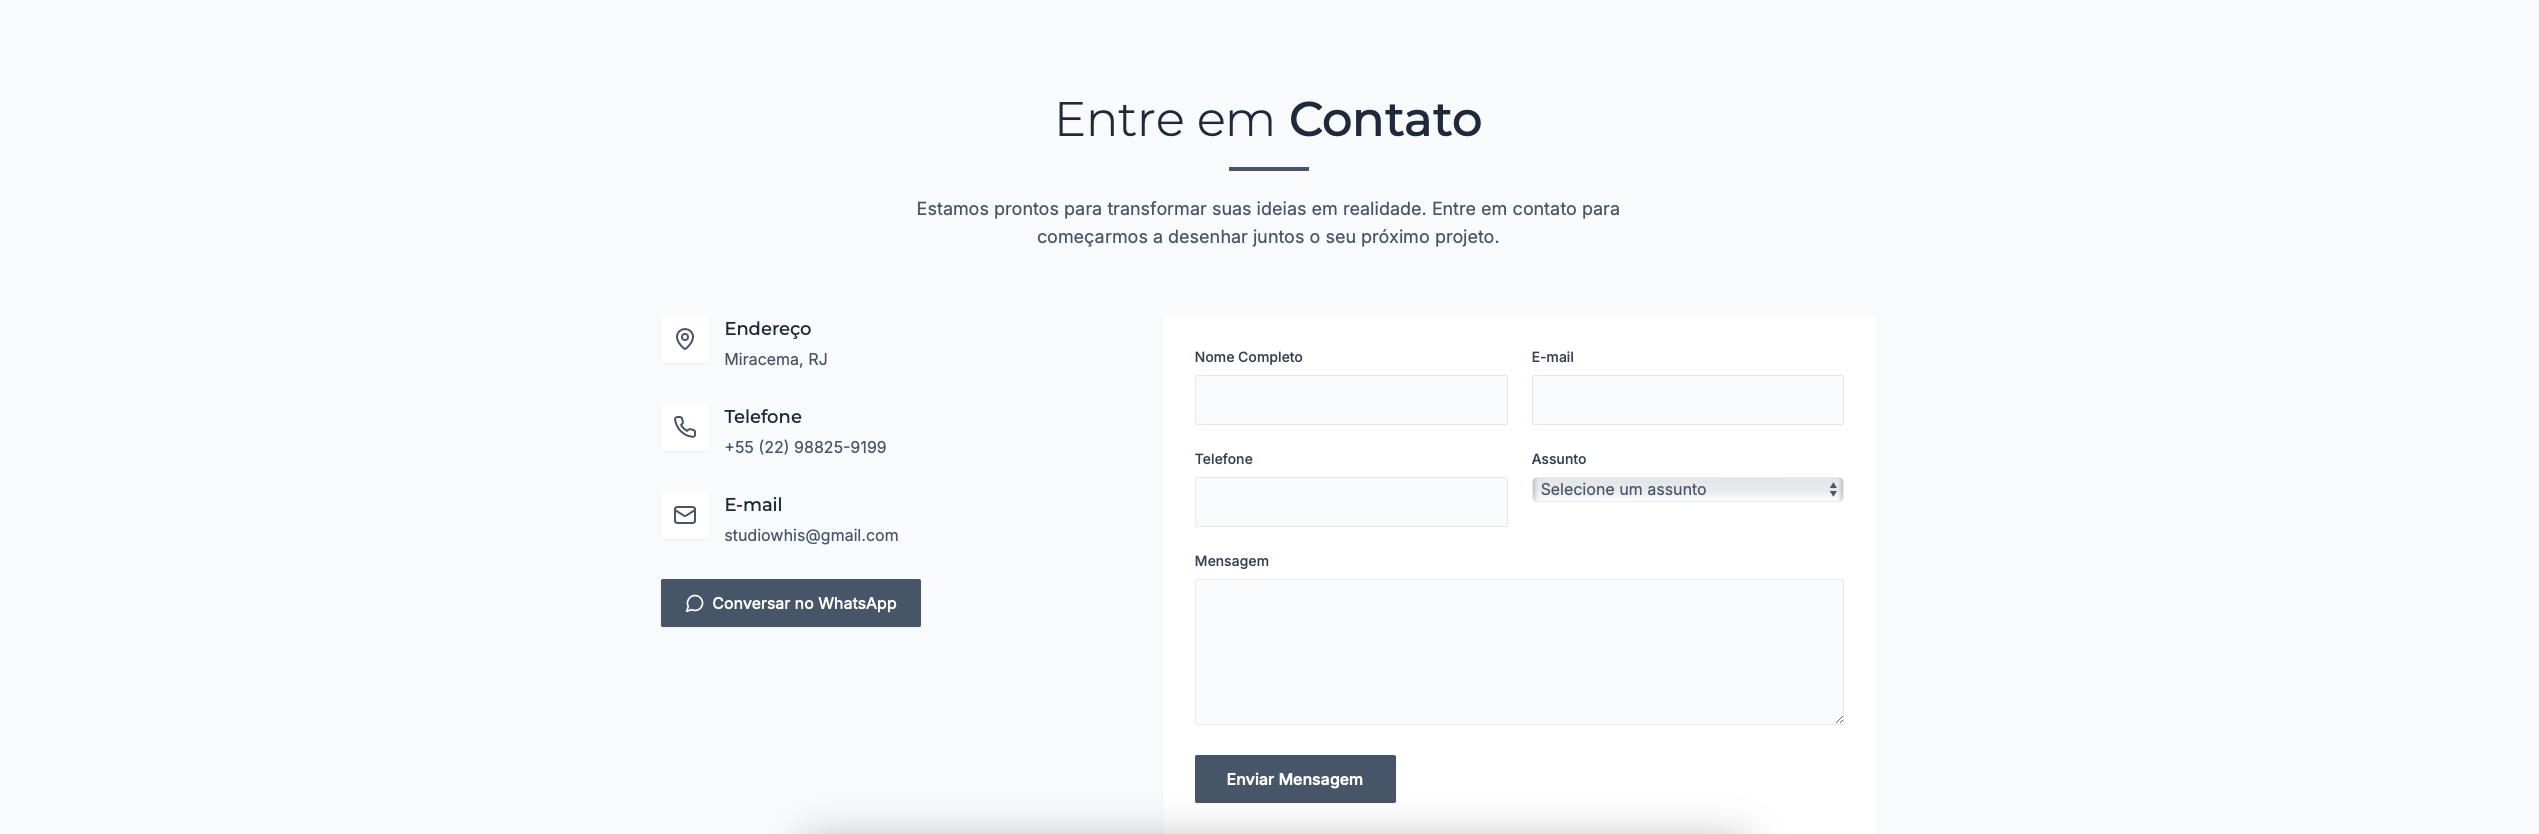 Entre em Contato
Estamos prontos para transformar suas ideias em realidade. Entre em contato para
começarmos a desenhar juntos o seu próximo projeto.
Endereço
Miracema, RJ
Telefone
+55 (22) 98825-9199
E-mail
studiowhis@gmail.com
Conversar no WhatsApp
Nome Completo
E-mail
Telefone
Assunto
Selecione um assunto
Mensagem
Enviar Mensagem